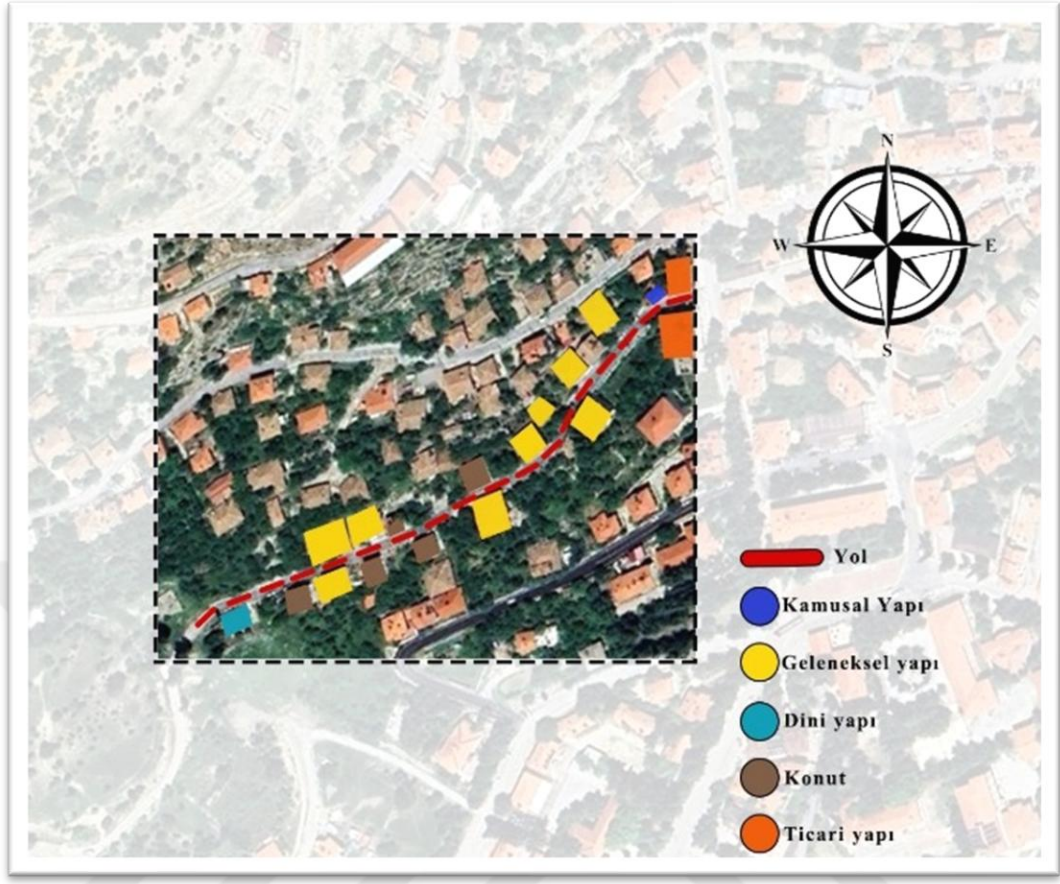 N
W E
S
Yol
Kamusal Yapı
Geleneksel yapı
Dini yapı
Konut
Ticari yapı